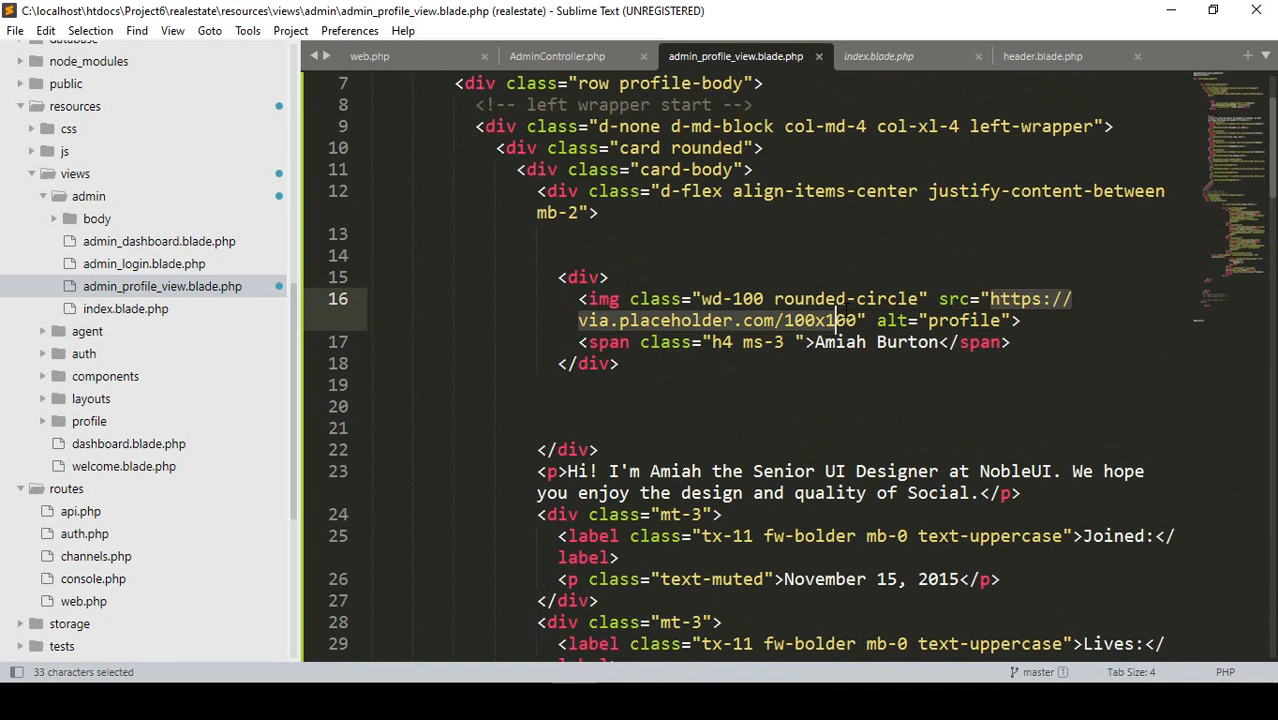 C:\localhost\htdocs\Project6\realestate\resources\views\admin\admin_profile_view.blade.php (realestate) - Sublime Text (UNREGISTERED)
File Edit Selection Find View Goto Tools Project Preferences Help
web.php AdminController.php admin_profile_view.blade.php index.blade.php header.blade.php
node_modules
public
resources
css
js
views
admin
body
admin_dashboard.blade.php
admin_login.blade.php
admin_profile_view.blade.php
index.blade.php
agent
auth
components
layouts
profile
dashboard.blade.php
welcome.blade.php
routes
api.php
auth.php
channels.php
console.php
web.php
storage
tests
7 <div class="row profile-body">
8 <!-- left wrapper start -->
9 <div class="d-none d-md-block col-md-4 col-xl-4 left-wrapper">
10 <div class="card rounded">
11 <div class="card-body">
12 <div class="d-flex align-items-center justify-content-between
mb-2">
13
14
15 <div>
16 <img class="wd-100 rounded-circle" src="https://
via.placeholder.com/100x100" alt="profile">
17 <span class="h4 ms-3 ">Amiah Burton</span>
18 </div>
19
20
21
22 </div>
23 <p>Hi! I'm Amiah the Senior UI Designer at NobleUI. We hope
you enjoy the design and quality of Social.</p>
24 <div class="mt-3">
25 <label class="tx-11 fw-bolder mb-0 text-uppercase">Joined:</
label>
26 <p class="text-muted">November 15, 2015</p>
27 </div>
28 <div class="mt-3">
29 <label class="tx-11 fw-bolder mb-0 text-uppercase">Lives:</
33 characters selected master 1 Tab Size: 4 PHP